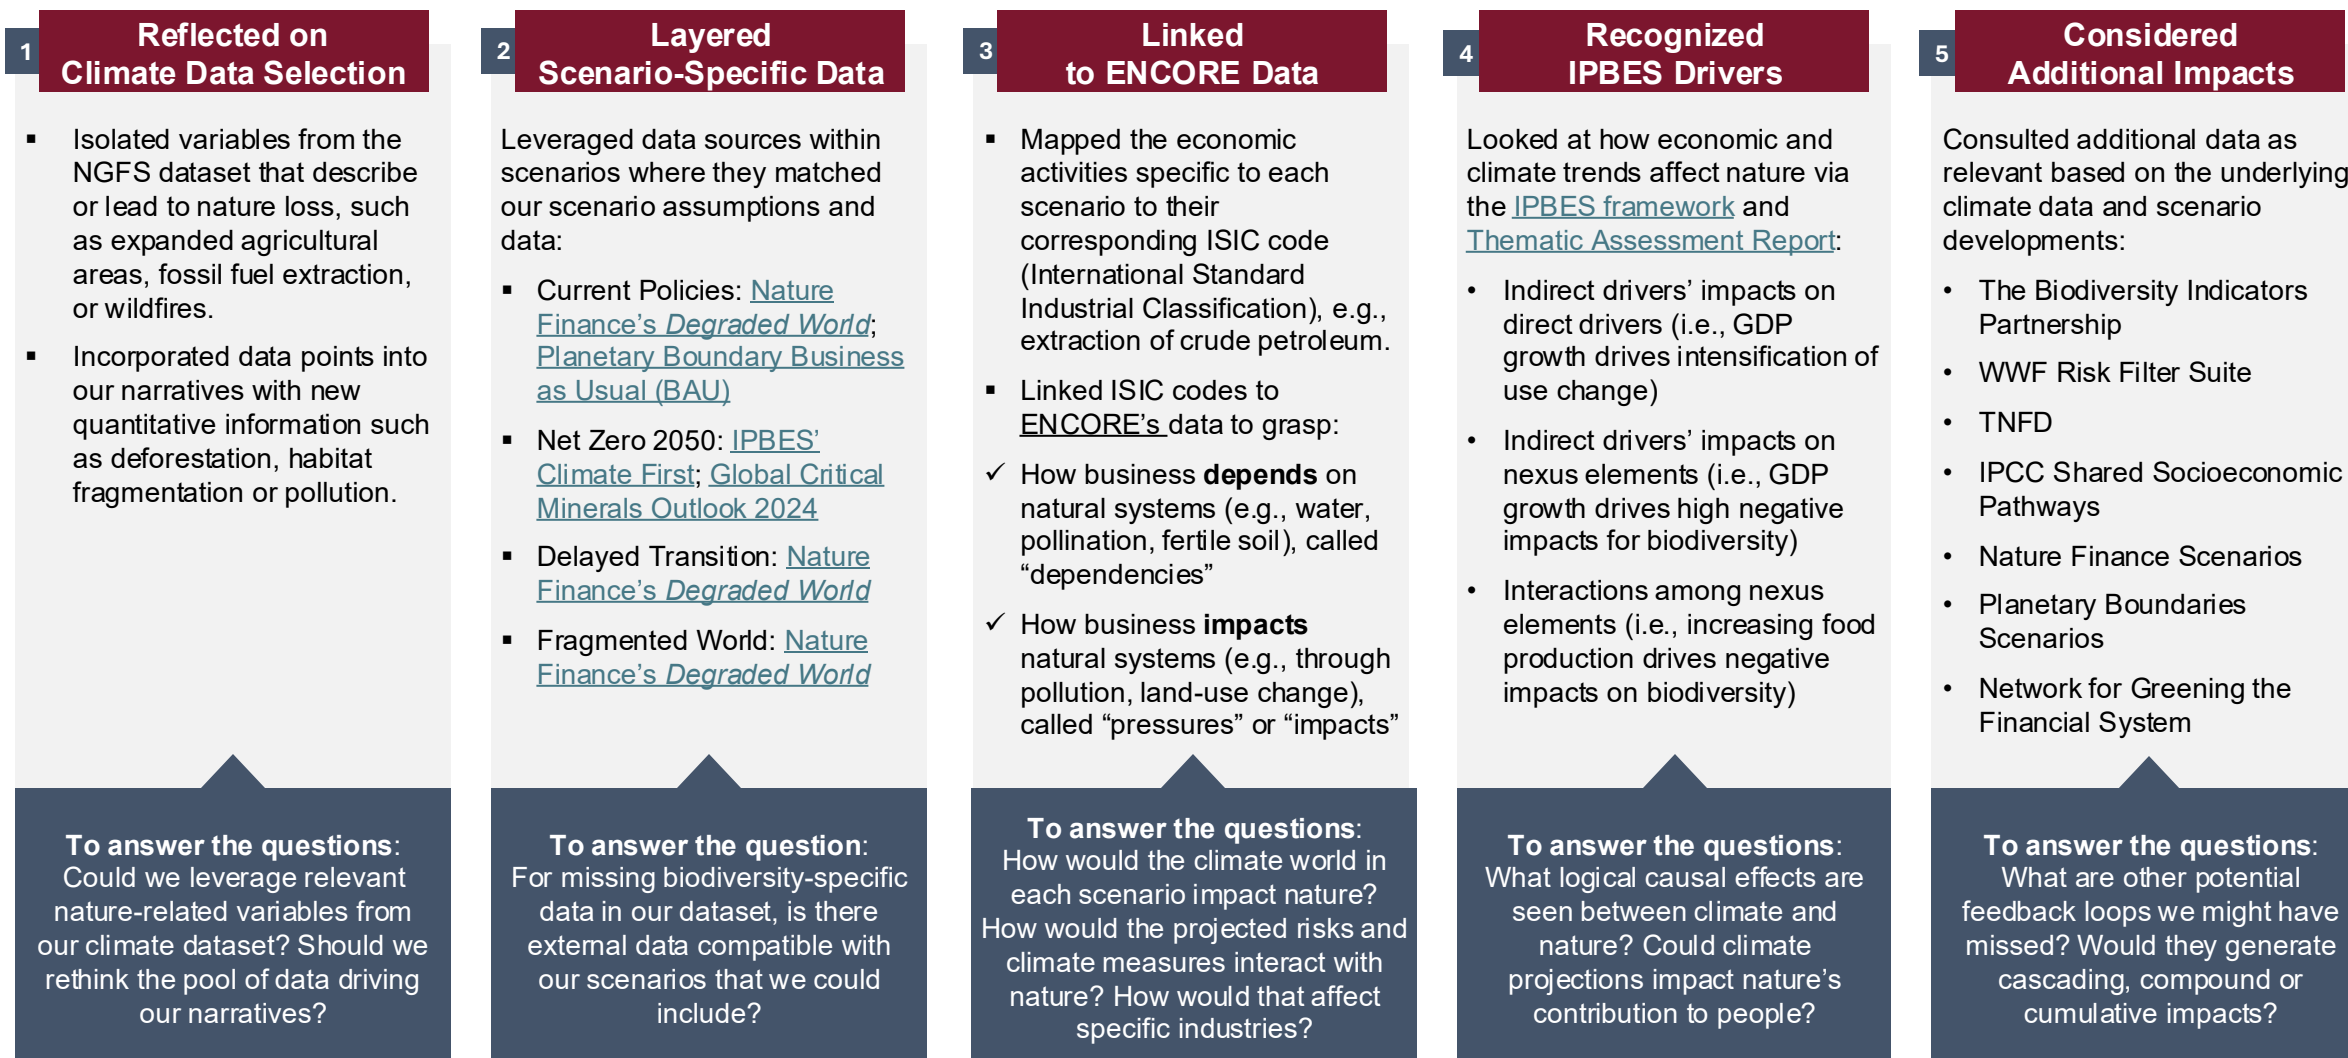 1
Reflected on
Climate Data Selection
▪ Isolated variables from the
NGFS dataset that describe
or lead to nature loss, such
as expanded agricultural
areas, fossil fuel extraction,
or wildfires.
▪ Incorporated data points into
our narratives with new
quantitative information such
as deforestation, habitat
fragmentation or pollution.
To answer the questions:
Could we leverage relevant
nature-related variables from
our climate dataset? Should we
rethink the pool of data driving
our narratives?
2
Layered
Scenario-Specific Data
Leveraged data sources within
scenarios where they matched
our scenario assumptions and
data:
▪ Current Policies: Nature
Finance’s Degraded World;
Planetary Boundary Business
as Usual (BAU)
▪ Net Zero 2050: IPBES’
Climate First; Global Critical
Minerals Outlook 2024
▪ Delayed Transition: Nature
Finance’s Degraded World
▪ Fragmented World: Nature
Finance’s Degraded World
To answer the question:
For missing biodiversity-specific
data in our dataset, is there
external data compatible with
our scenarios that we could
include?
3
Linked
to ENCORE Data
▪ Mapped the economic
activities specific to each
scenario to their
corresponding ISIC code
(International Standard
Industrial Classification), e.g.,
extraction of crude petroleum.
▪ Linked ISIC codes to
ENCORE’s data to grasp:
✓ How business depends on
natural systems (e.g., water,
pollination, fertile soil), called
“dependencies”
✓ How business impacts
natural systems (e.g., through
pollution, land-use change),
called “pressures” or “impacts”
To answer the questions:
How would the climate world in
each scenario impact nature?
How would the projected risks and
climate measures interact with
nature? How would that affect
specific industries?
4
Recognized
IPBES Drivers
Looked at how economic and
climate trends affect nature via
the IPBES framework and
Thematic Assessment Report:
• Indirect drivers’ impacts on
direct drivers (i.e., GDP
growth drives intensification of
use change)
• Indirect drivers’ impacts on
nexus elements (i.e., GDP
growth drives high negative
impacts for biodiversity)
• Interactions among nexus
elements (i.e., increasing food
production drives negative
impacts on biodiversity)
To answer the questions:
What logical causal effects are
seen between climate and
nature? Could climate
projections impact nature’s
contribution to people?
5
Considered
Additional Impacts
Consulted additional data as
relevant based on the underlying
climate data and scenario
developments:
• The Biodiversity Indicators
Partnership
• WWF Risk Filter Suite
• TNFD
• IPCC Shared Socioeconomic
Pathways
• Nature Finance Scenarios
• Planetary Boundaries
Scenarios
• Network for Greening the
Financial System
To answer the questions:
What are other potential
feedback loops we might have
missed? Would they generate
cascading, compound or
cumulative impacts?